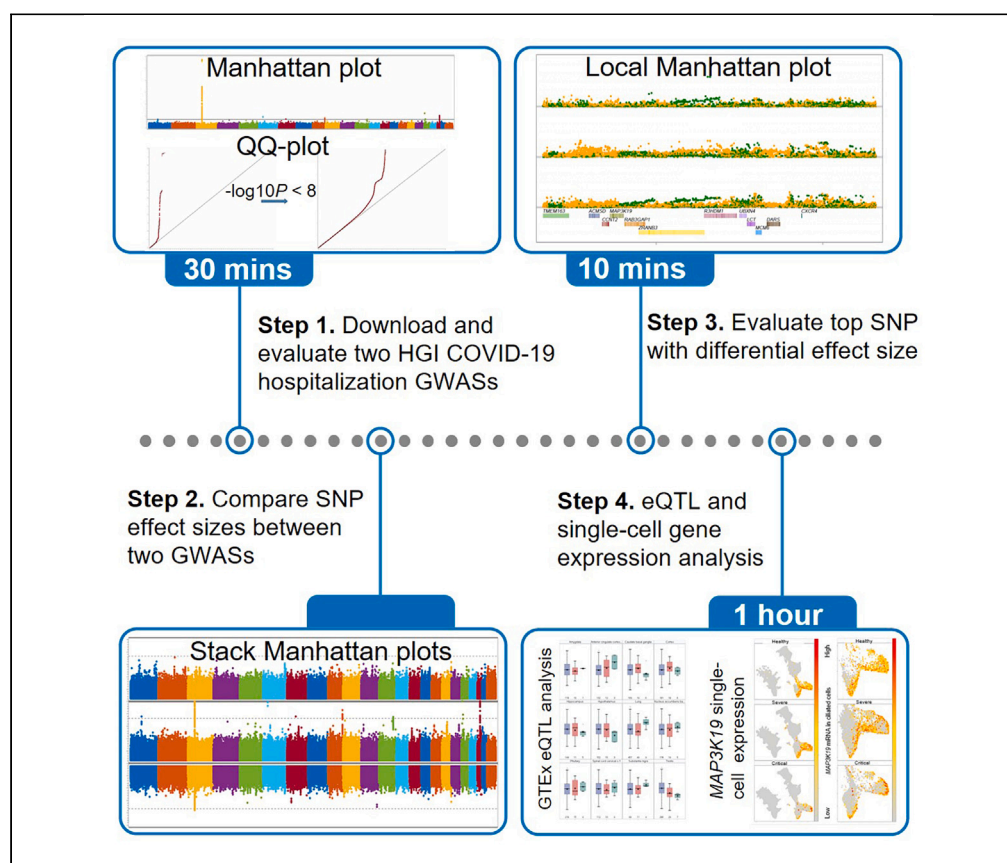 Manhattan plot
QQ-plot
-log10P < 8
30 mins
Local Manhattan plot
TMEM163
ACMSD
MAP3K19
R3HDM1
UBXN4
CXCR4
CCNT2
RAB3GAP1
LCT
DARS
ZRANB3
MCM6
10 mins
Step 1. Download and
evaluate two HGI COVID-19
hospitalization GWASs
Step 3. Evaluate top SNP
with differential effect size
Step 2. Compare SNP
effect sizes between
two GWASs
Step 4. eQTL and
single-cell gene
expression analysis
Stack Manhattan plots
1 hour
GTEx eQTL analysis
MAP3K19 single-
cell expression
Healthy
Severe
Critical
High
MAP3K19 mRNA in ciliated cells
Low
Healthy
Severe
Critical